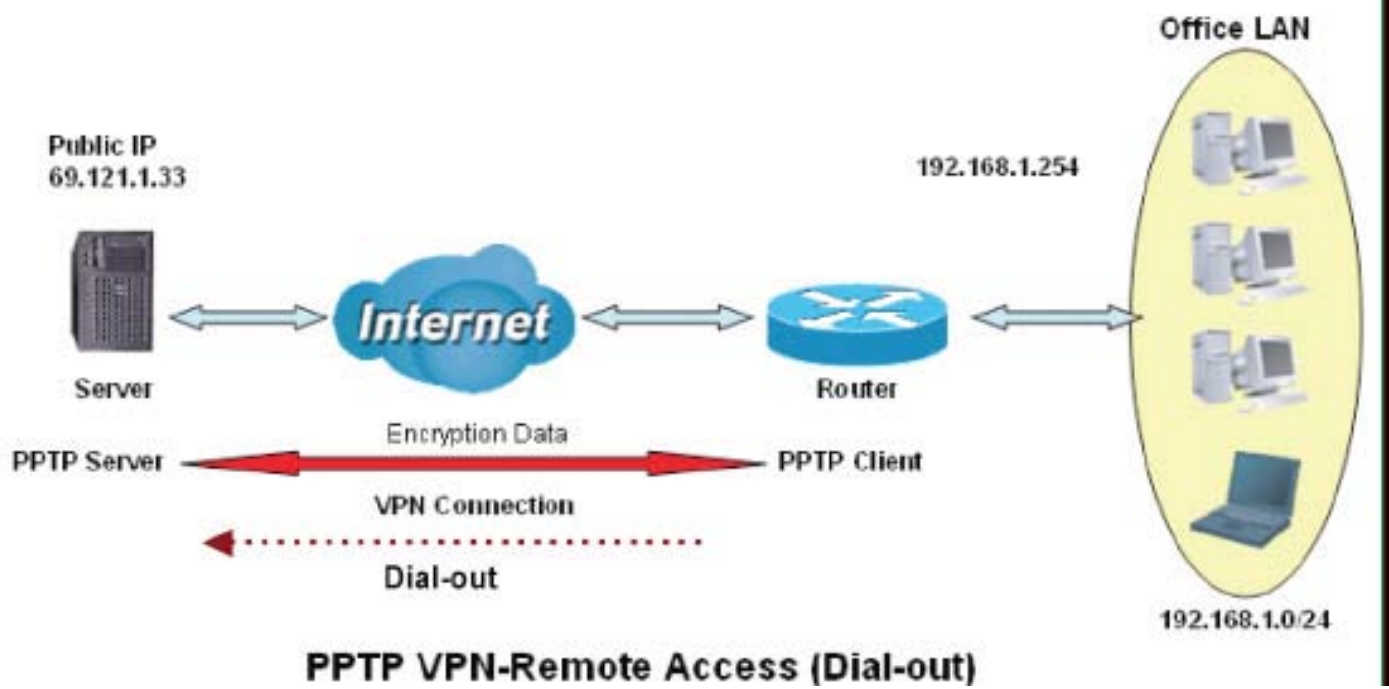 Office LAN
Public IP
69.121.1.33
192.168.1.254
Internet
Server
Router
Encryption Data
PPTP Server
PPTP Client
VPN Connection
Dial-out
192.168.1.0/24
PPTP VPN-Remote Access (Dial-out)